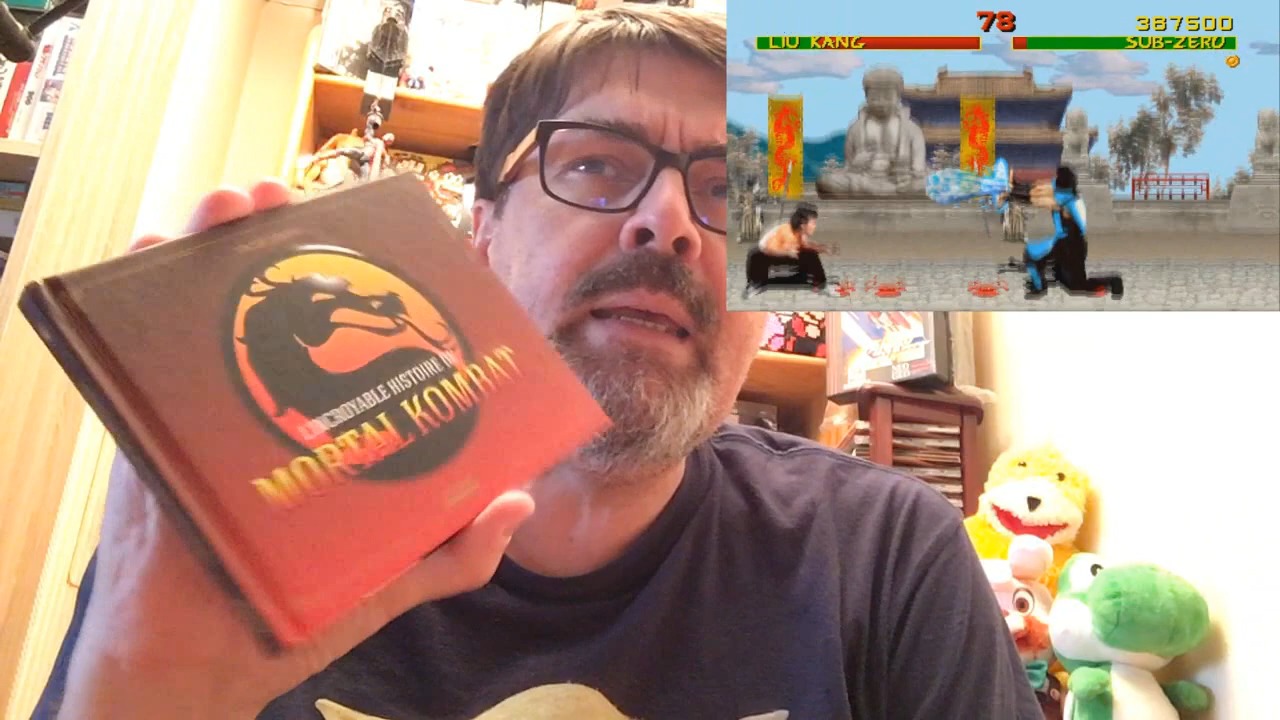 78
387500
LIU KANG
SUB-ZERO
L'INCROYABLE HISTOIRE DE
MORTAL KOMBAT